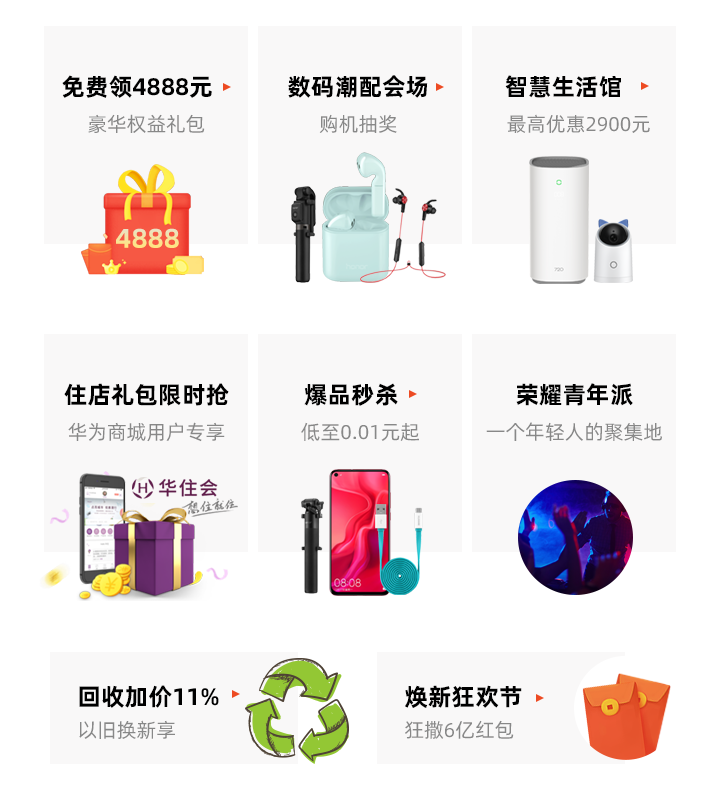 免费领4888元
豪华权益礼包
4888
数码潮配会场
购机抽奖
智慧生活馆
最高优惠2900元
住店礼包限时抢
华为商城用户专享
H 华住会
想住就住
爆品秒杀
低至0.01元起
08:08
荣耀青年派
一个年轻人的聚集地
回收加价11%
以旧换新享
焕新狂欢节
狂撒6亿红包